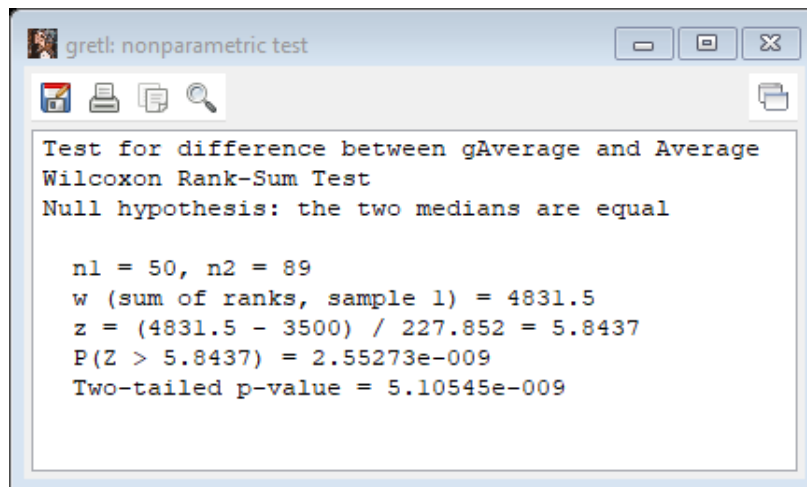 gretl: nonparametric test
Test for difference between gAverage and Average
Wilcoxon Rank-Sum Test
Null hypothesis: the two medians are equal
n1 = 50, n2 = 89
w (sum of ranks, sample 1) = 4831.5
z = (4831.5 - 3500) / 227.852 = 5.8437
P(Z > 5.8437) = 2.55273e-009
Two-tailed p-value = 5.10545e-009